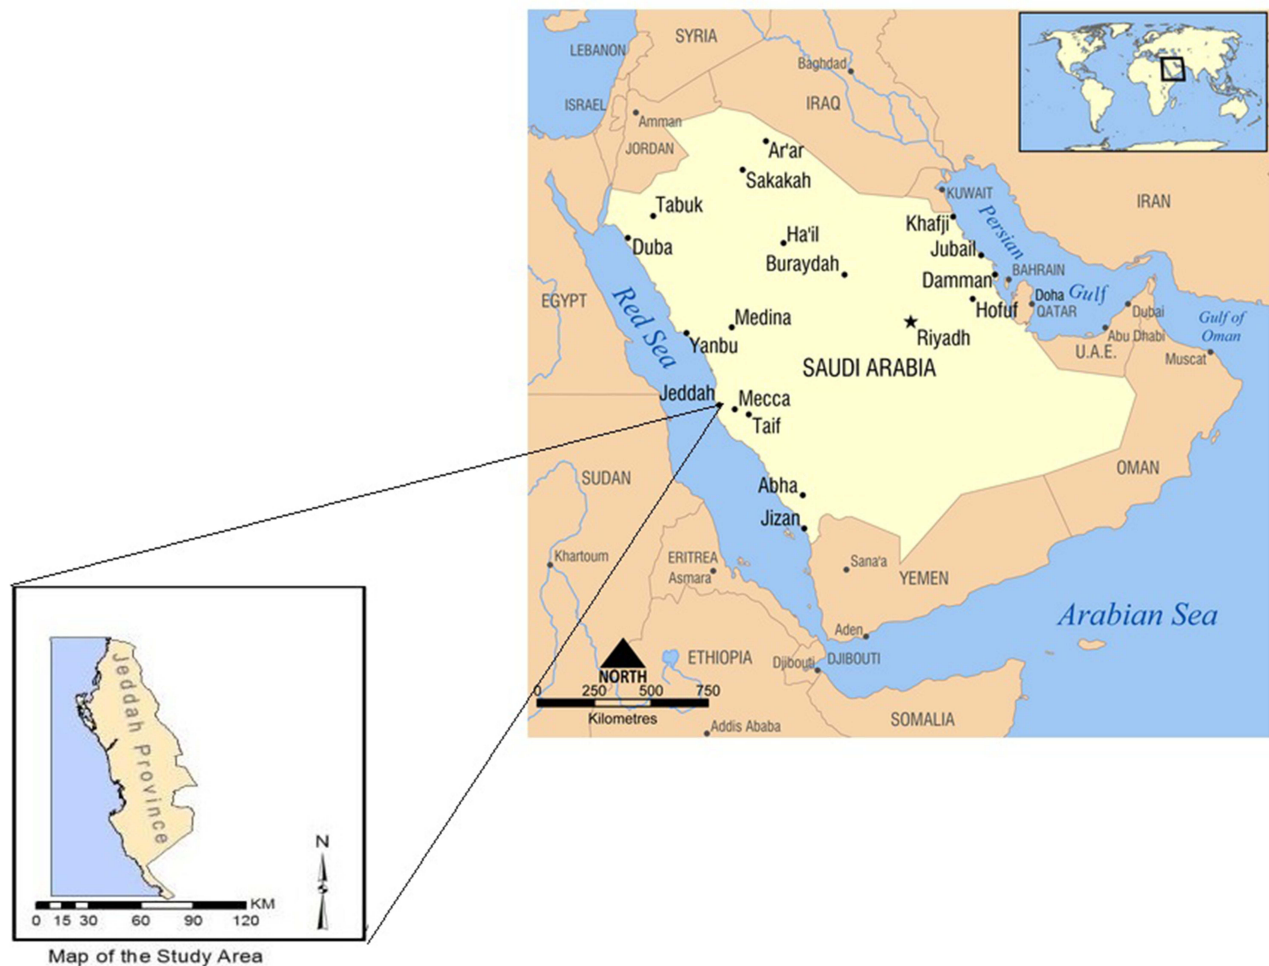 SYRIA
LEBANON
Baghdad
ISRAEL
IRAQ
Amman
JORDAN
Ar'ar
Sakakah
KUWAIT
IRAN
Tabuk
Khafji
Persian
Duba
Ha'il
Jubail
Buraydah
Damman
BAHRAIN
EGYPT
Red Sea
Hofuf
Doha
QATAR
Gulf
Dubai
Gulf of
Oman
Medina
Riyadh
Abu Dhabi
Yanbu
U.A.E.
Muscat
SAUDI ARABIA
Jeddah
Mecca
Taif
SUDAN
OMAN
Abha
Jizan
Khartoum
ERITREA
Asmara
Sana'a
YEMEN
Arabian Sea
Aden
ETHIOPIA
Djibouti
DJIBOUTI
NORTH
0 250 500 750
Kilometres
SOMALIA
Addis Ababa
Jeddah Province
N
KM
0 15 30 60 90 120
Map of the Study Area